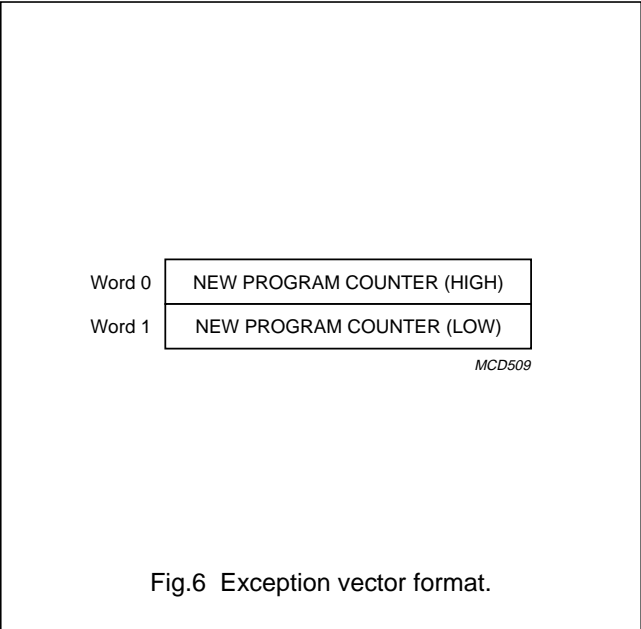 Word 0 NEW PROGRAM COUNTER (HIGH)
Word 1 NEW PROGRAM COUNTER (LOW)
MCD509
Fig.6 Exception vector format.